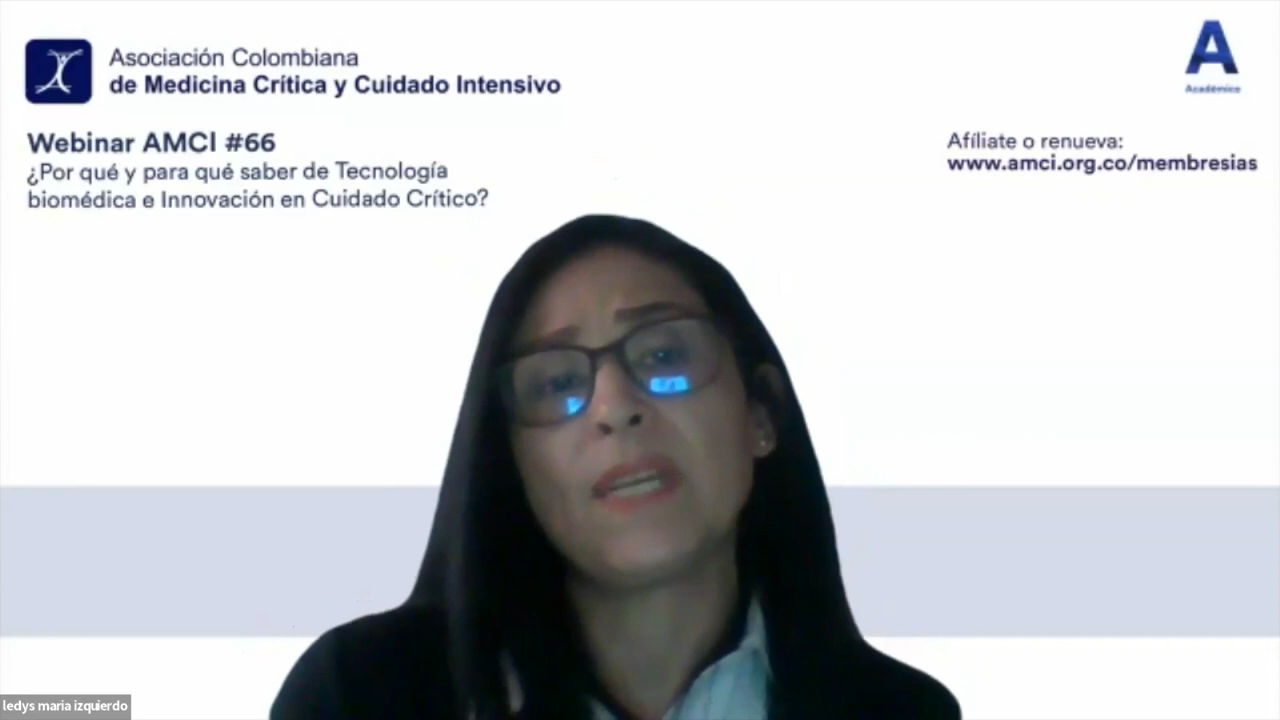 Asociación Colombiana
de Medicina Crítica y Cuidado Intensivo
Académico
Webinar AMCI #66
¿Por qué y para qué saber de Tecnología
biomédica e Innovación en Cuidado Crítico?
Afíliate o renueva:
www.amci.org.co/membresias
ledys maria izquierdo